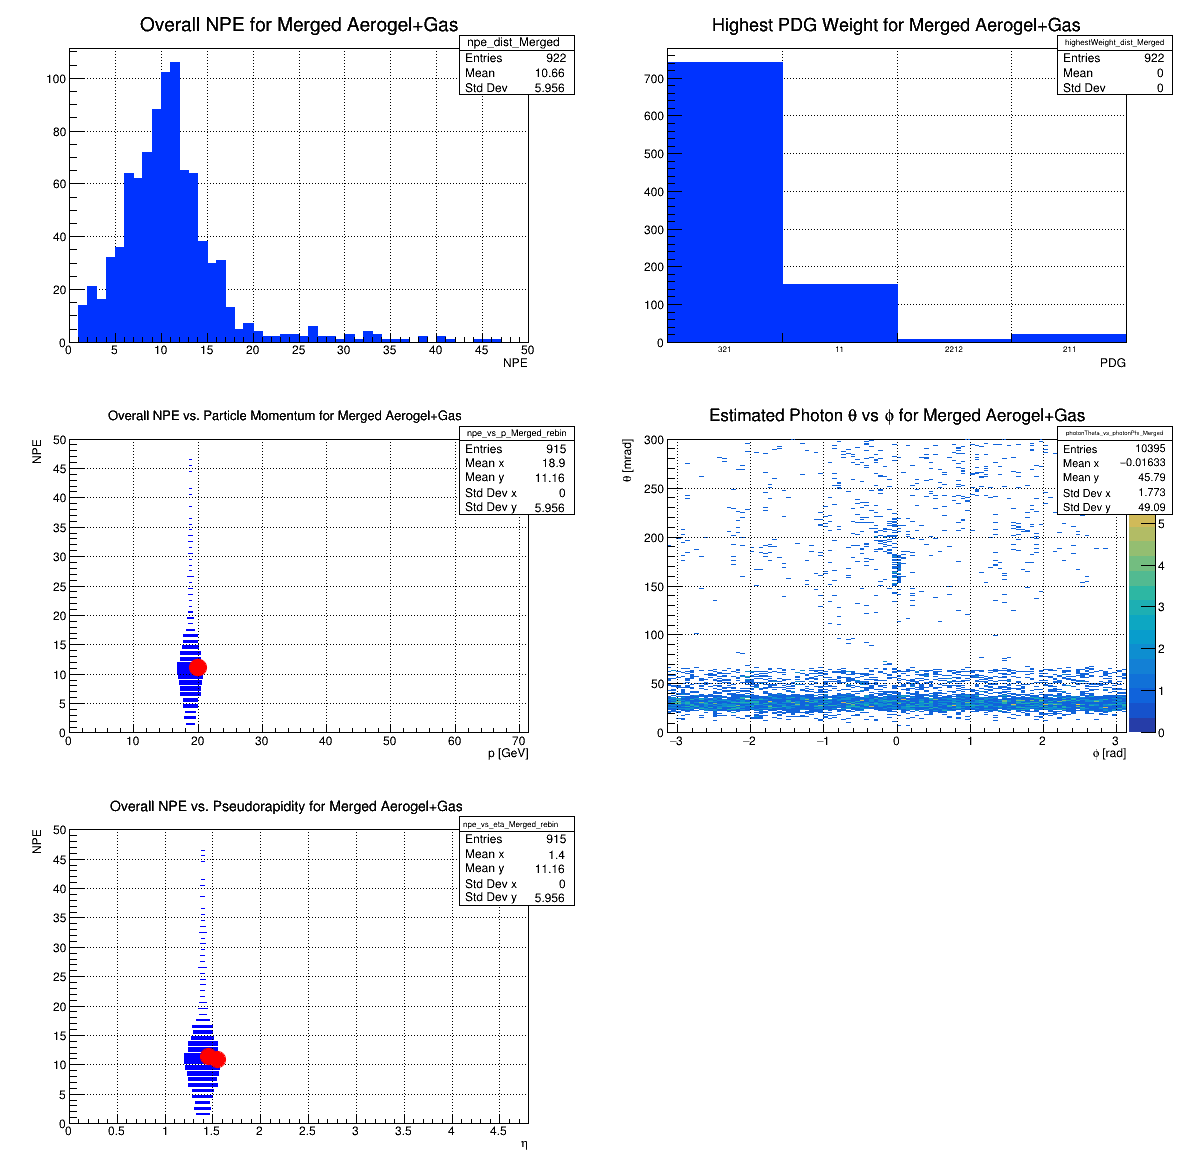 Overall NPE for Merged Aerogel+Gas
npe_dist_Merged
Entries 922
Mean 10.66
Std Dev 5.956
100
80
60
40
20
0
0 5 10 15 20 25 30 35 40 45 50
NPE
Highest PDG Weight for Merged Aerogel+Gas
highestWeight_dist_Merged
Entries 922
Mean 0
Std Dev 0
700
600
500
400
300
200
100
0
321 11 2212 211
PDG
Overall NPE vs. Particle Momentum for Merged Aerogel+Gas
npe_vs_p_Merged_rebin
Entries 915
Mean x 18.9
Mean y 11.16
Std Dev x 0
Std Dev y 5.956
NPE
50
45
40
35
30
25
20
15
10
5
0
0 10 20 30 40 50 60 70
p [GeV]
Estimated Photon θ vs ϕ for Merged Aerogel+Gas
photonTheta_vs_photonPhi_Merged
Entries 10395
Mean x −0.01633
Mean y 45.79
Std Dev x 1.773
Std Dev y 49.09
θ [mrad]
300
250
200
150
100
50
0
−3 −2 −1 0 1 2 3
ϕ [rad]
5
4
3
2
1
0
Overall NPE vs. Pseudorapidity for Merged Aerogel+Gas
npe_vs_eta_Merged_rebin
Entries 915
Mean x 1.4
Mean y 11.16
Std Dev x 0
Std Dev y 5.956
NPE
50
45
40
35
30
25
20
15
10
5
0
0 0.5 1 1.5 2 2.5 3 3.5 4 4.5
η